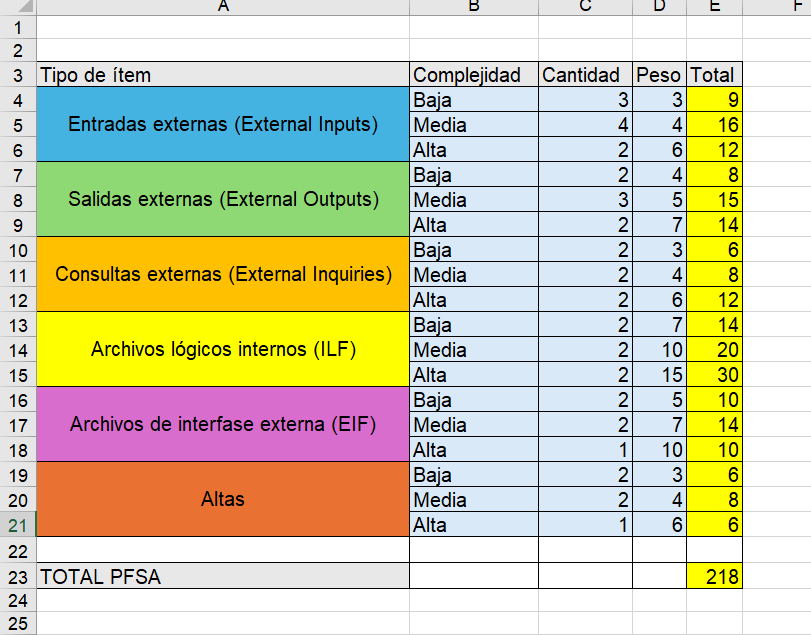 A B C D E F
1
2
3 Tipo de ítem Complejidad Cantidad Peso Total
4 Baja 3 3 9
5 Entradas externas (External Inputs) Media 4 4 16
6 Alta 2 6 12
7 Baja 2 4 8
8 Salidas externas (External Outputs) Media 3 5 15
9 Alta 2 7 14
10 Baja 2 3 6
11 Consultas externas (External Inquiries) Media 2 4 8
12 Alta 2 6 12
13 Baja 2 7 14
14 Archivos lógicos internos (ILF) Media 2 10 20
15 Alta 2 15 30
16 Baja 2 5 10
17 Archivos de interfase externa (EIF) Media 2 7 14
18 Alta 1 10 10
19 Baja 2 3 6
20 Altas Media 2 4 8
21 Alta 1 6 6
22
23 TOTAL PFSA 218
24
25